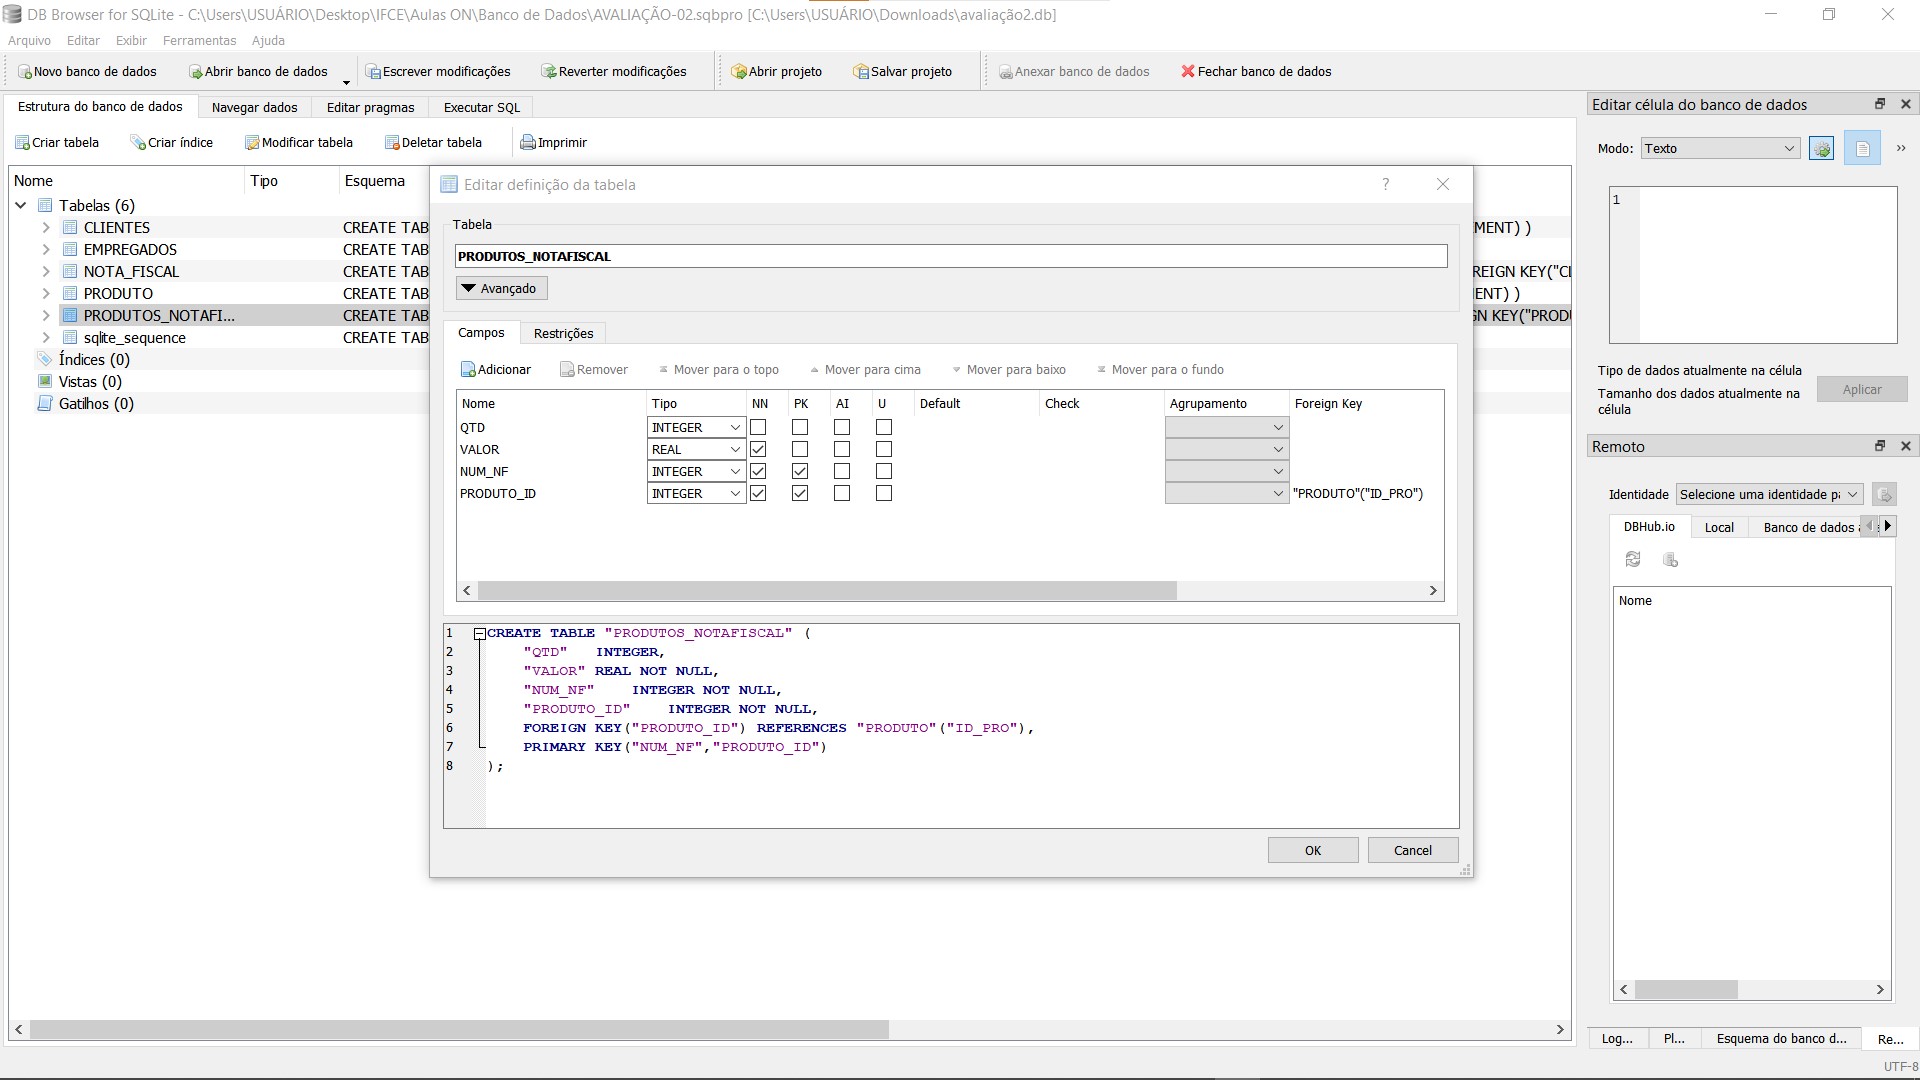 DB Browser for SQLite - C:\Users\USUÁRIO\Desktop\IFCE\Aulas ON\Banco de Dados\AVALIAÇÃO-02.sqbpro [C:\Users\USUÁRIO\Downloads\avaliação2.db]
Arquivo Editar Exibir Ferramentas Ajuda
Novo banco de dados Abrir banco de dados Escrever modificações Reverter modificações Abrir projeto Salvar projeto Anexar banco de dados Fechar banco de dados
Estrutura do banco de dados Navegar dados Editar pragmas Executar SQL
Criar tabela Criar índice Modificar tabela Deletar tabela Imprimir
Nome Tipo Esquema
Tabelas (6)
CLIENTES CREATE TAB MENT) )
EMPREGADOS CREATE TAB
NOTA_FISCAL CREATE TAB REIGN KEY("CL
PRODUTO CREATE TAB ENT) )
PRODUTOS_NOTAFI... CREATE TAB GN KEY("PRODU
sqlite_sequence CREATE TAB
Índices (0)
Vistas (0)
Gatilhos (0)
Editar definição da tabela ?
Tabela
PRODUTOS_NOTAFISCAL
Avançado
Campos Restrições
Adicionar Remover Mover para o topo Mover para cima Mover para baixo Mover para o fundo
Nome Tipo NN PK AI U Default Check Agrupamento Foreign Key
QTD INTEGER
VALOR REAL
NUM_NF INTEGER
PRODUTO_ID INTEGER "PRODUTO"("ID_PRO")
1 CREATE TABLE "PRODUTOS_NOTAFISCAL" (
2 "QTD" INTEGER,
3 "VALOR" REAL NOT NULL,
4 "NUM_NF" INTEGER NOT NULL,
5 "PRODUTO_ID" INTEGER NOT NULL,
6 FOREIGN KEY("PRODUTO_ID") REFERENCES "PRODUTO"("ID_PRO"),
7 PRIMARY KEY("NUM_NF","PRODUTO_ID")
8 );
OK Cancel
Editar célula do banco de dados
Modo: Texto »
1
Tipo de dados atualmente na célula
Tamanho dos dados atualmente na célula
Aplicar
Remoto
Identidade Selecione uma identidade pa
DBHub.io Local Banco de dados a
Nome
Log... Pl... Esquema do banco d... Re...
UTF-8